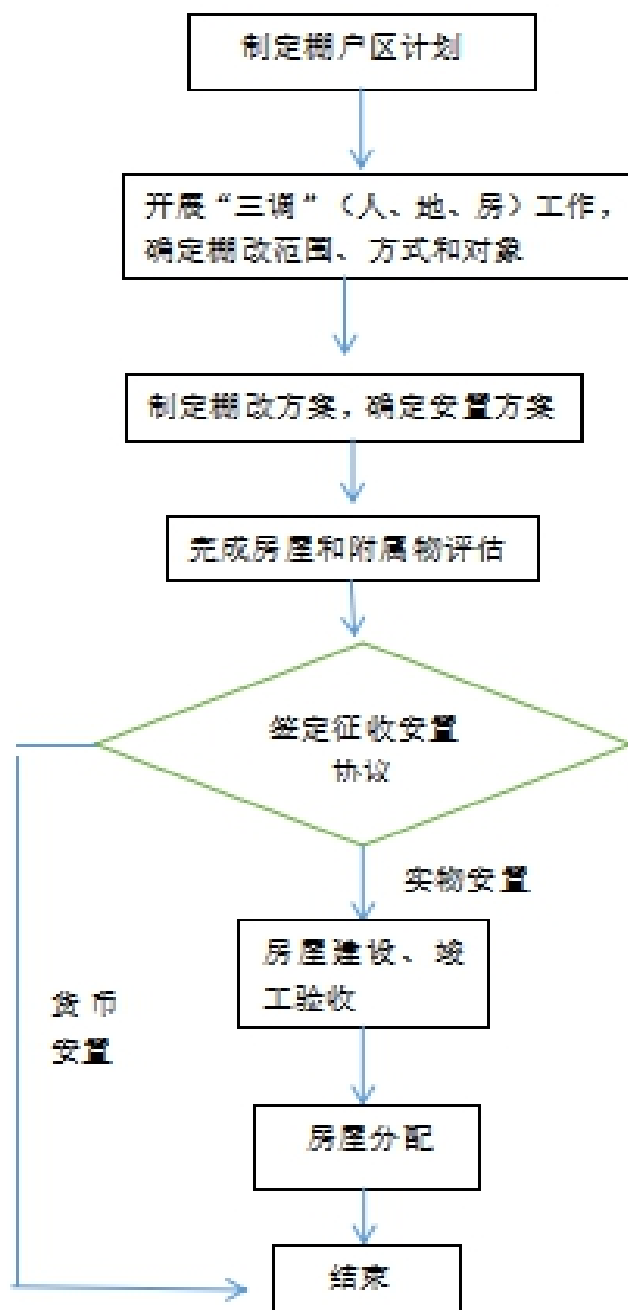 制定棚户区计划
开展“三调”（人、地、房）工作，
确定棚改范围、方式和对象
制定棚改方案，确定安置方案
完成房屋和附属物评估
签定征收安置
协议
实物安置
房屋建设、竣
工验收
货币
安置
房屋分配
结束